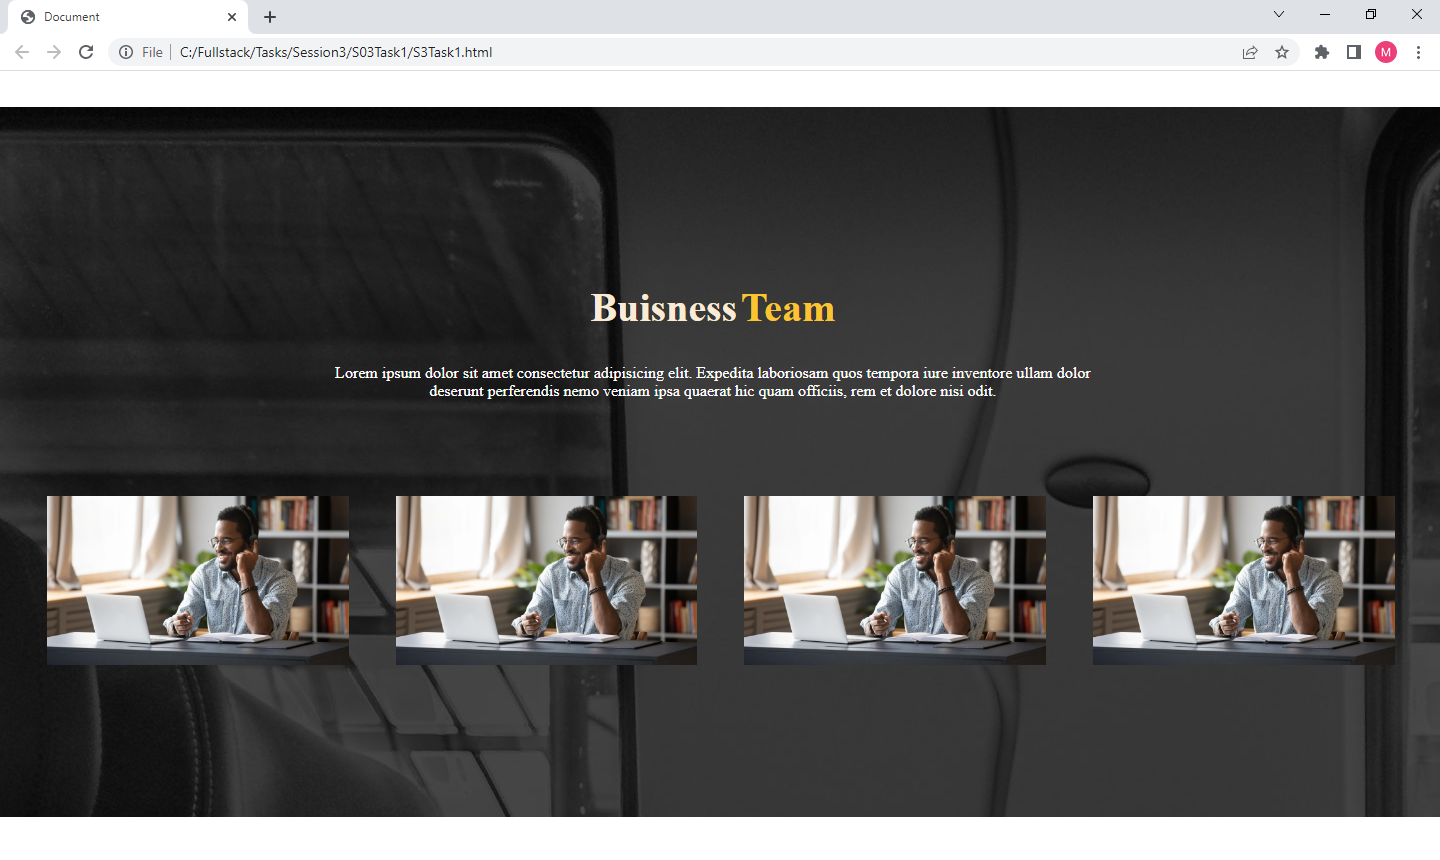 Document
File
C:/Fullstack/Tasks/Session3/S03Task1/S3Task1.html
M
Buisness Team
Lorem ipsum dolor sit amet consectetur adipisicing elit. Expedita laboriosam quos tempora iure inventore ullam dolor
deserunt perferendis nemo veniam ipsa quaerat hic quam officiis, rem et dolore nisi odit.